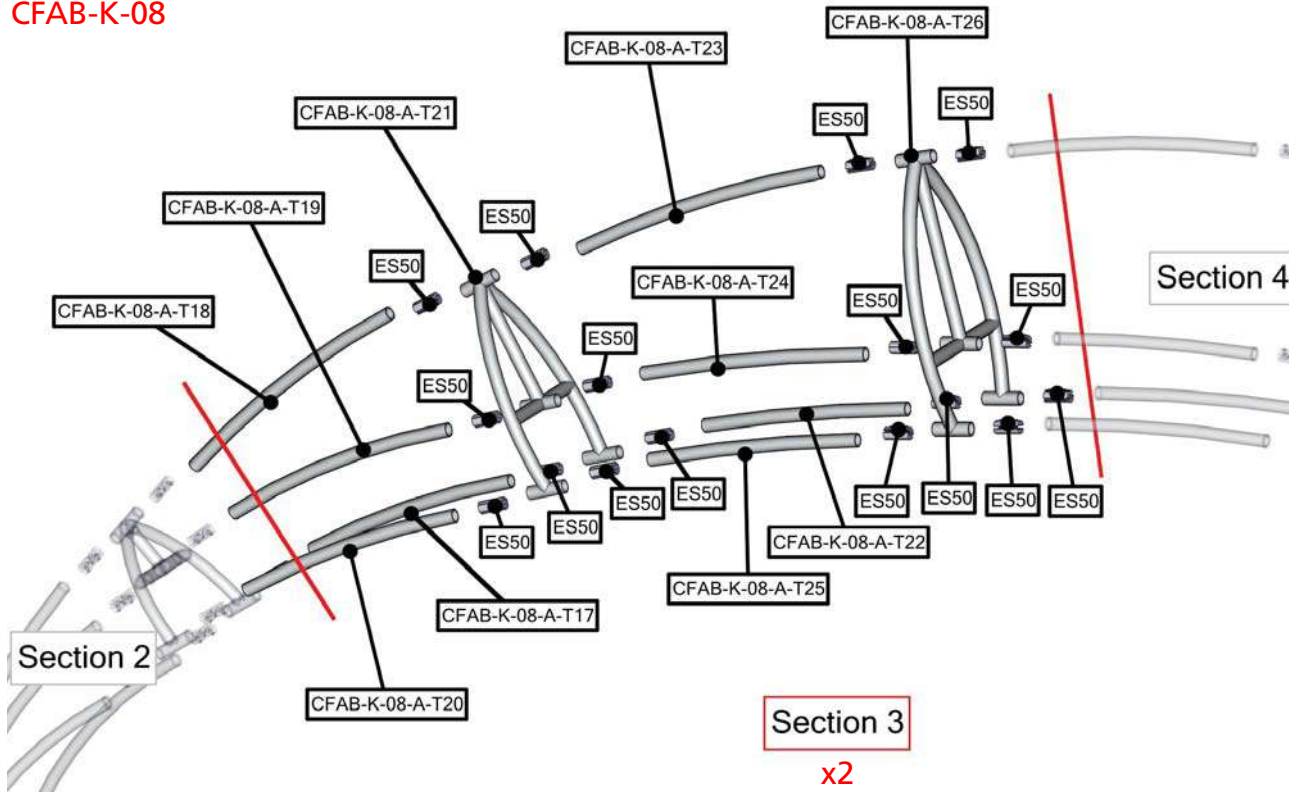 CFAB-K-08
CFAB-K-08-A-T26
CFAB-K-08-A-T23
CFAB-K-08-A-T21
ES50
ES50
CFAB-K-08-A-T19
ES50
ES50
CFAB-K-08-A-T18
CFAB-K-08-A-T24
ES50
ES50
Section 4
ES50
ES50
ES50
ES50
ES50
ES50
ES50
ES50
ES50
ES50
CFAB-K-08-A-T22
CFAB-K-08-A-T25
CFAB-K-08-A-T17
Section 2
CFAB-K-08-A-T20
Section 3
x2